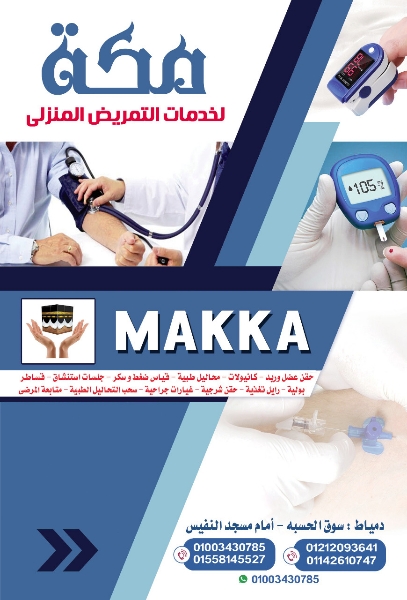 مكة
لخدمات التمريض المنزلى
105
MAKKA
حقن عضل وريد - كانيولات - محاليل طبية - قياس ضغط و سكر - جلسات استنشاق - قساطر
بولية - رايل تغذية - حقن شرجية - غيارات جراحية - سحب التحاليل الطبية - متابعة المرضى
دمياط : سوق الحسبه - أمام مسجد النفيس
01003430785
01558145527
01212093641
01142610747
01003430785